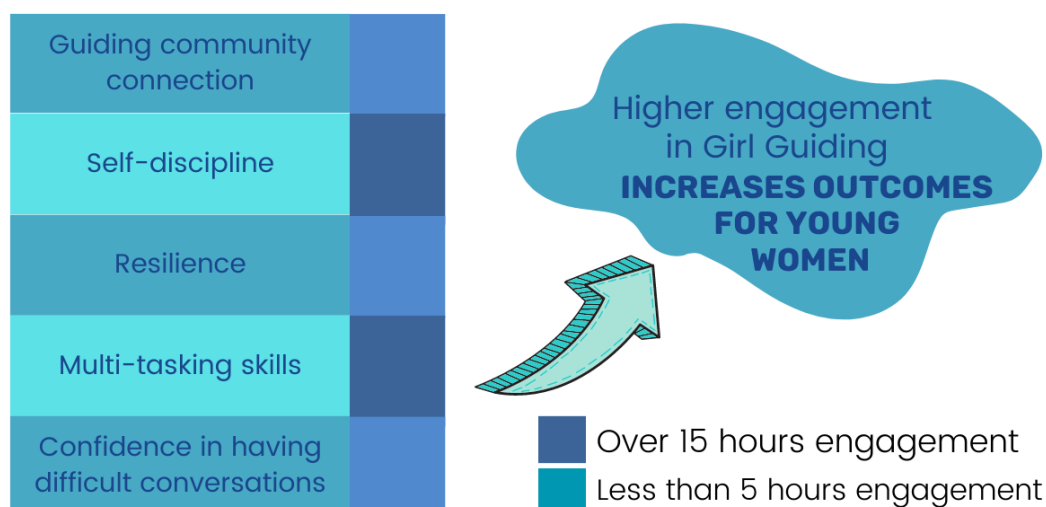 Guiding community
connection
Self-discipline
Resilience
Multi-tasking skills
Confidence in having
difficult conversations
Higher engagement
in Girl Guiding
INCREASES OUTCOMES
FOR YOUNG
WOMEN
Over 15 hours engagement
Less than 5 hours engagement